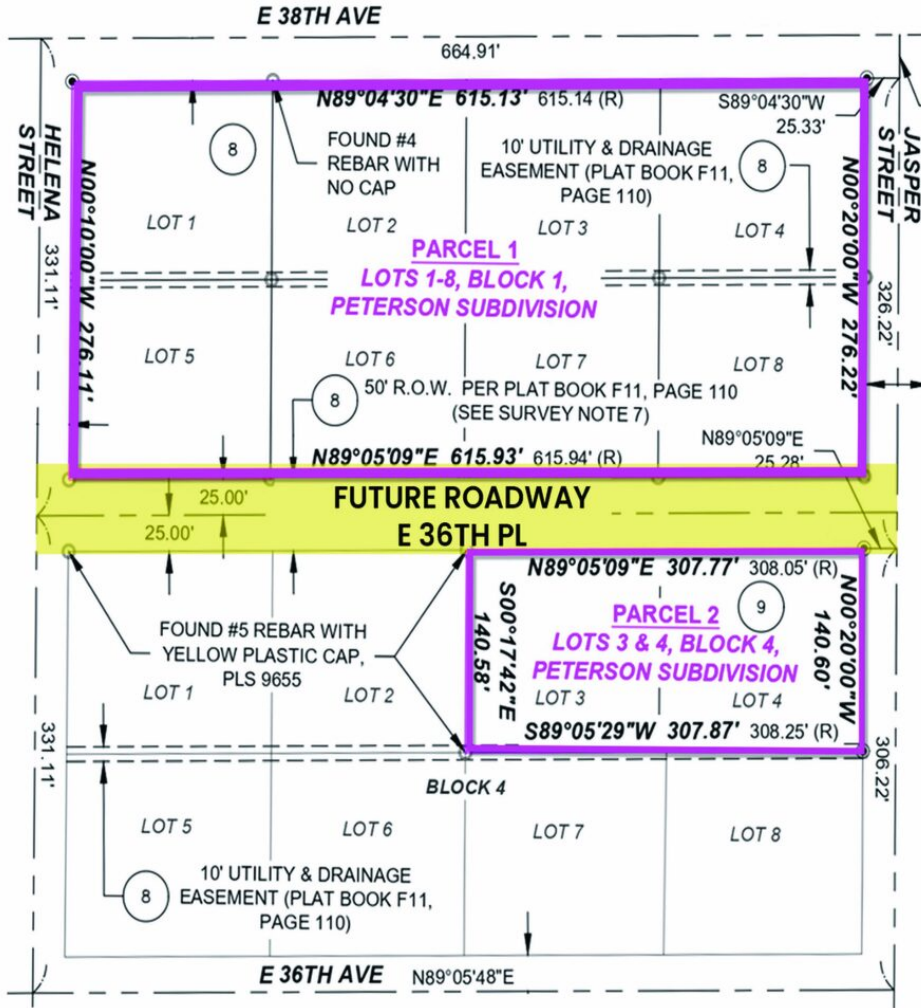 E 38TH AVE
664.91'
N89°04'30"E 615.13' 615.14 (R)
S89°04'30"W
25.33'
HELENA
STREET
JASPER
STREET
8
FOUND #4
REBAR WITH
NO CAP
10' UTILITY & DRAINAGE
EASEMENT (PLAT BOOK F11,
PAGE 110)
8
N00°10'00"W 276.11'
331.11'
N00°20'00"W 276.22'
326.22'
LOT 1
LOT 2
LOT 3
LOT 4
PARCEL 1
LOTS 1-8, BLOCK 1,
PETERSON SUBDIVISION
LOT 5
LOT 6
LOT 7
LOT 8
8
50' R.O.W. PER PLAT BOOK F11, PAGE 110
(SEE SURVEY NOTE 7)
N89°05'09"E 615.93' 615.94' (R)
N89°05'09"E
25.28'
25.00'
25.00'
FUTURE ROADWAY
E 36TH PL
N89°05'09"E 307.77' 308.05' (R)
S00°17'42"E
140.58'
N00°20'00"W
140.60'
PARCEL 2
9
LOTS 3 & 4, BLOCK 4,
PETERSON SUBDIVISION
FOUND #5 REBAR WITH
YELLOW PLASTIC CAP,
PLS 9655
LOT 1
LOT 2
LOT 3
LOT 4
S89°05'29"W 307.87' 308.25' (R)
331.11'
306.22'
BLOCK 4
LOT 5
LOT 6
LOT 7
LOT 8
8
10' UTILITY & DRAINAGE
EASEMENT (PLAT BOOK F11,
PAGE 110)
E 36TH AVE N89°05'48"E